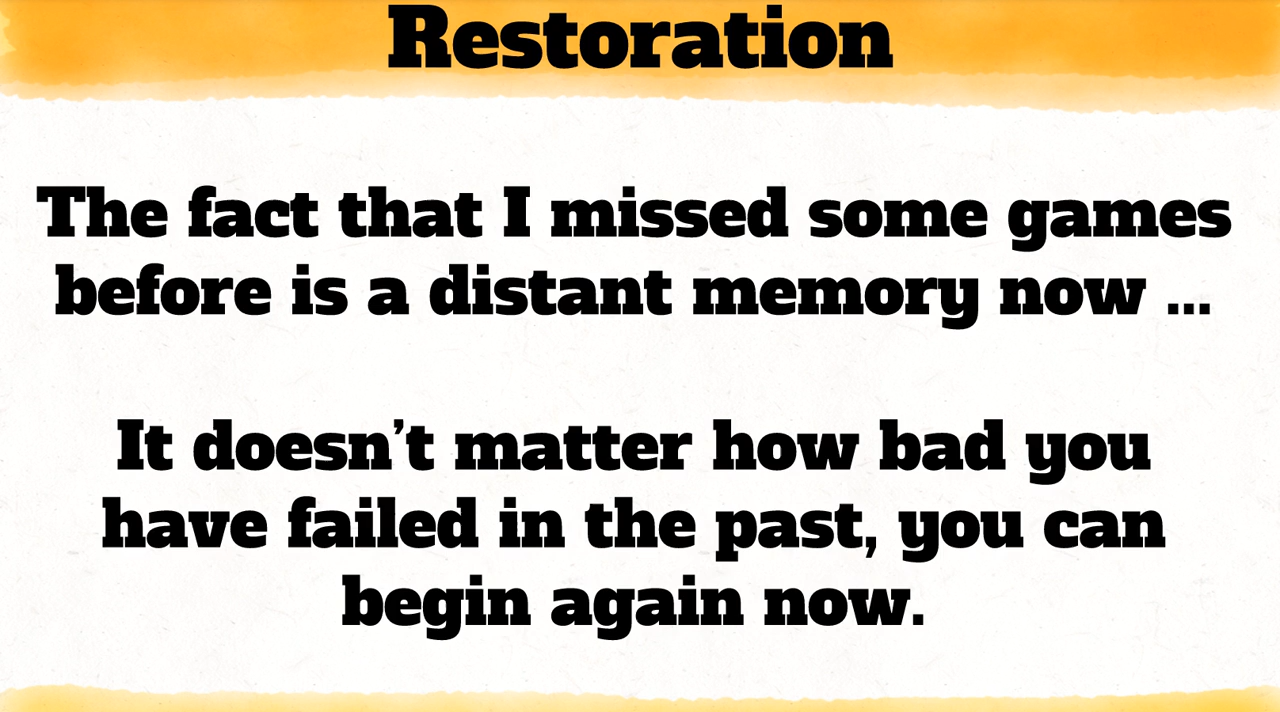 Restoration
The fact that I missed some games
before is a distant memory now ...
It doesn’t matter how bad you
have failed in the past, you can
begin again now.